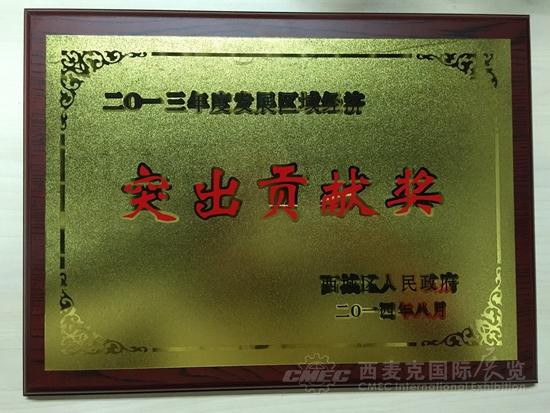 二〇一三年度发展区域经济
突出贡献奖
西城区人民政府
二〇一四年八月
CMEC 西麦克国际展览
CMEC International Exhibition